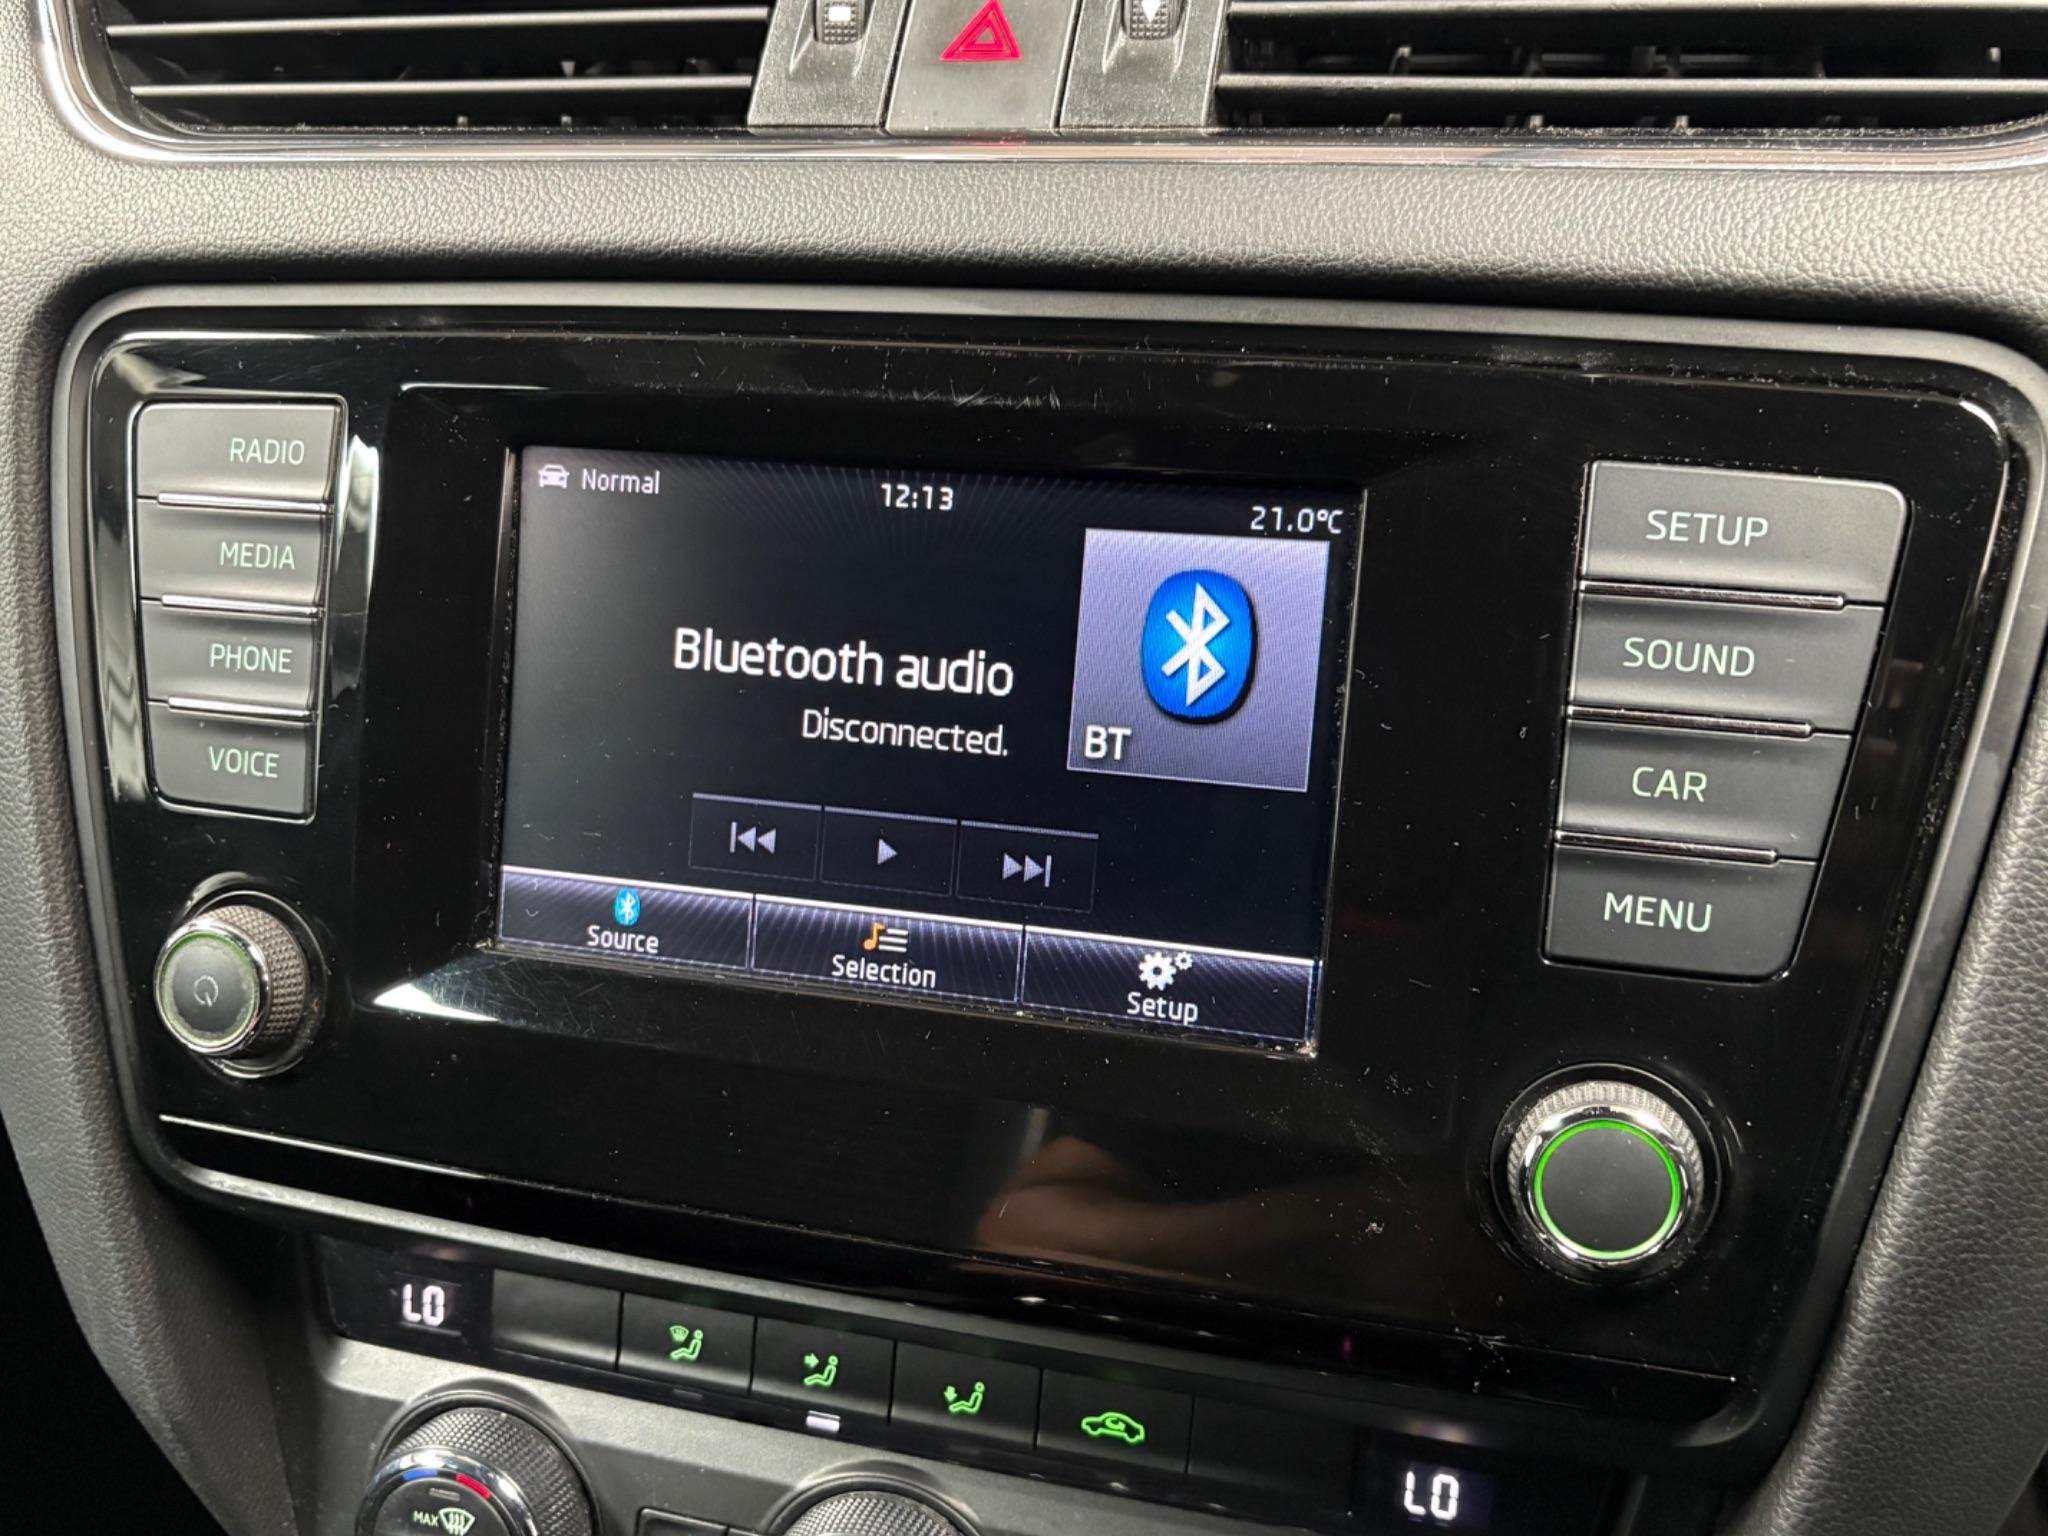 RADIO
MEDIA
PHONE
VOICE
Normal
12:13
21.0°C
Bluetooth audio
Disconnected.
BT
Source
Selection
Setup
SETUP
SOUND
CAR
MENU
LO
LO
MAX